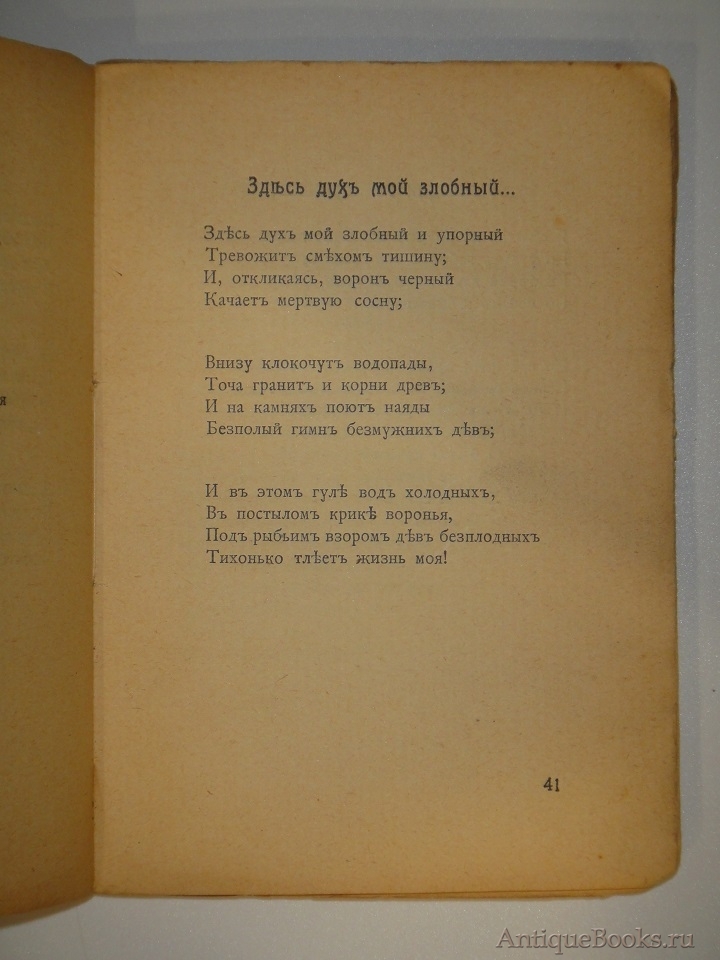 Здѣсь духъ мой злобный...
Здѣсь духъ мой злобный и упорный
Тревожитъ смѣхомъ тишину;
И, откликаясь, воронъ черный
Качаетъ мертвую сосну;
Внизу клокочутъ водопады,
Точа гранитъ и корни древъ;
И на камняхъ поютъ наяды
Безполый гимнъ безмужнихъ дѣвъ;
я
И въ этомъ гулѣ водъ холодныхъ,
Въ постыломъ крикѣ воронья,
Подъ рыбьимъ взоромъ дѣвъ безплодныхъ
Тихонько тлѣетъ жизнь моя!
41
AntiqueBooks.ru